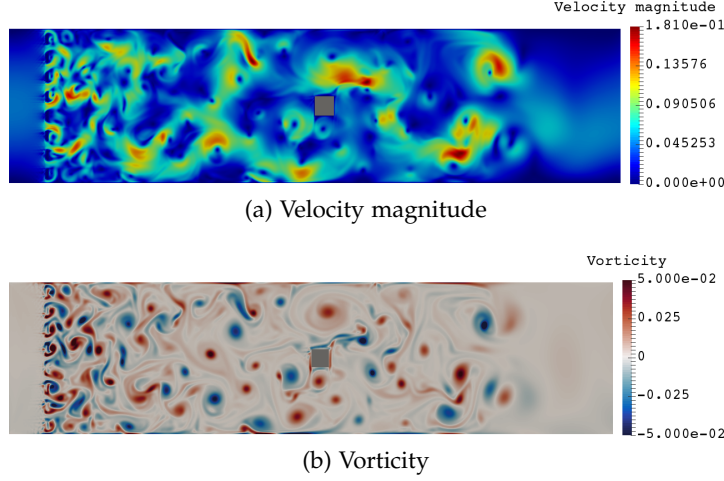 Velocity magnitude
1.810e-01
0.13576
0.090506
0.045253
0.000e+00
(a) Velocity magnitude
Vorticity
5.000e-02
0.025
0
-0.025
-5.000e-02
(b) Vorticity